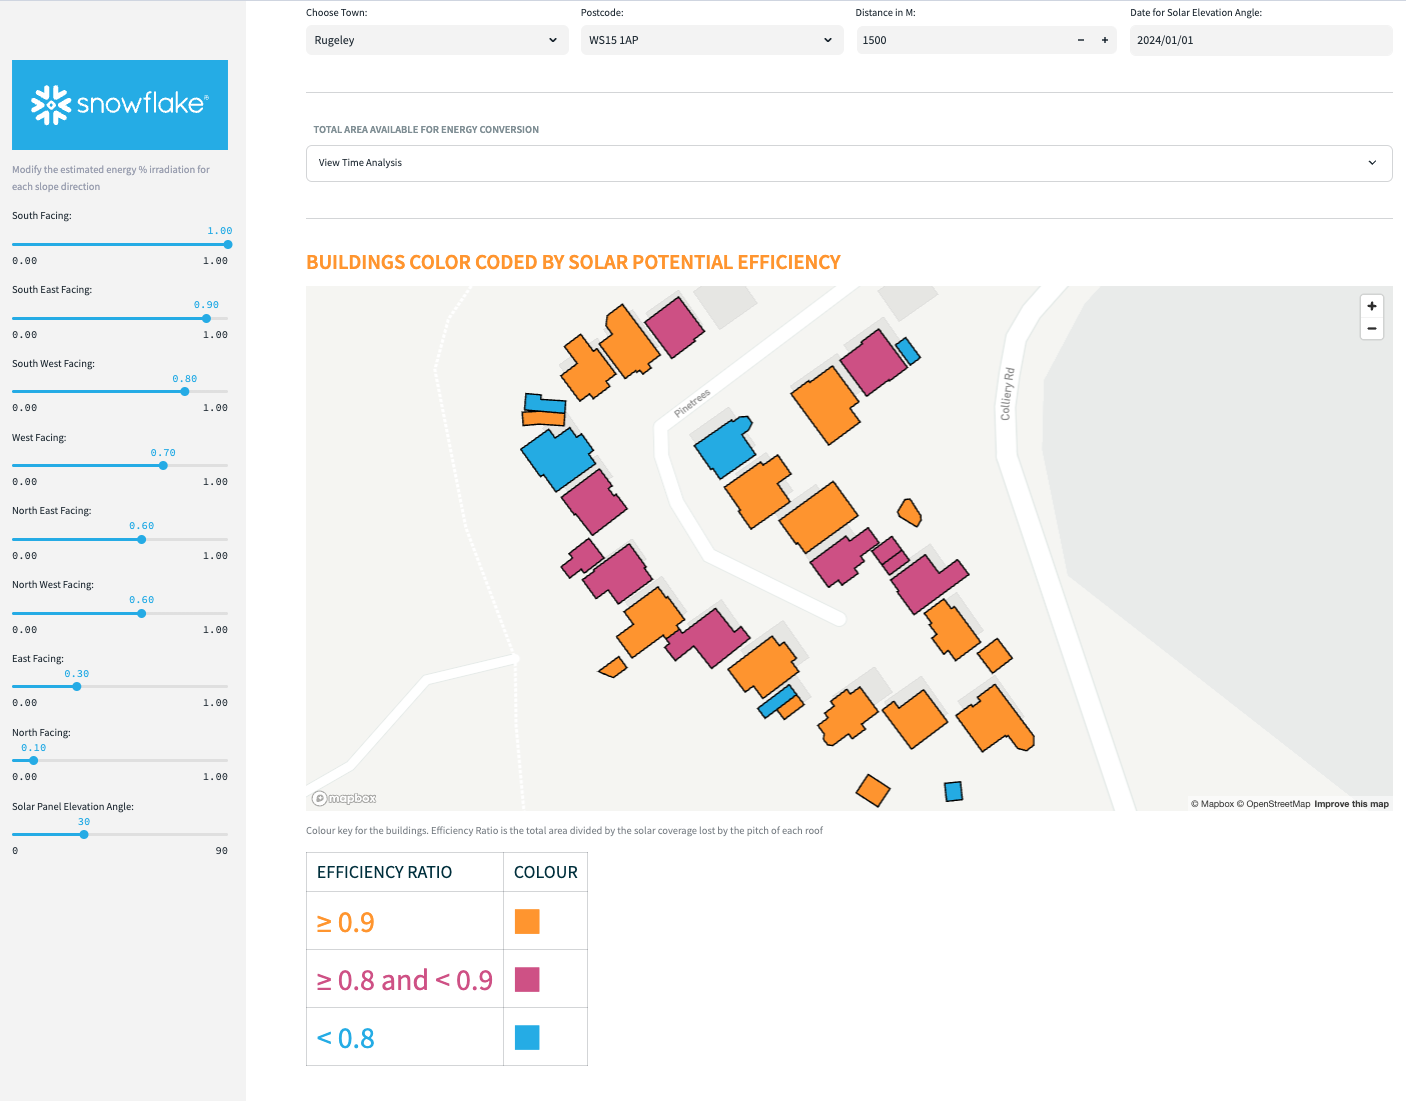 Choose Town:
Rugeley
Postcode:
WS15 1AP
Distance in M:
1500
− +
Date for Solar Elevation Angle:
2024/01/01
snowflake®
Modify the estimated energy % irradiation for
each slope direction
South Facing:
1.00
0.00 1.00
South East Facing:
0.90
0.00 1.00
South West Facing:
0.80
0.00 1.00
West Facing:
0.70
0.00 1.00
North East Facing:
0.60
0.00 1.00
North West Facing:
0.60
0.00 1.00
East Facing:
0.30
0.00 1.00
North Facing:
0.10
0.00 1.00
Solar Panel Elevation Angle:
30
0 90
TOTAL AREA AVAILABLE FOR ENERGY CONVERSION
View Time Analysis
BUILDINGS COLOR CODED BY SOLAR POTENTIAL EFFICIENCY
+
−
Pinetrees
Colliery Rd
mapbox
© Mapbox © OpenStreetMap Improve this map
Colour key for the buildings. Efficiency Ratio is the total area divided by the solar coverage lost by the pitch of each roof
EFFICIENCY RATIO COLOUR
≥ 0.9
≥ 0.8 and < 0.9
< 0.8